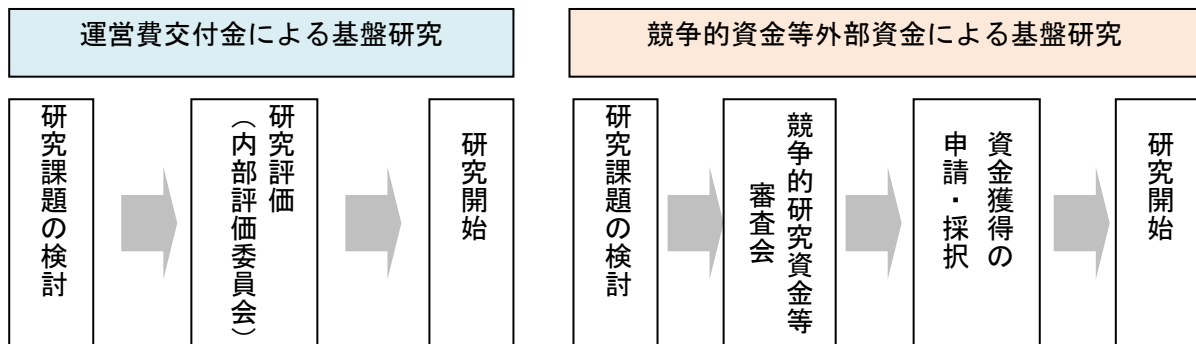 運営費交付金による基盤研究
研究課題の検討
研究評価
（内部評価委員会）
研究開始
競争的資金等外部資金による基盤研究
研究課題の検討
競争的研究資金等
審査会
資金獲得の
申請・採択
研究開始